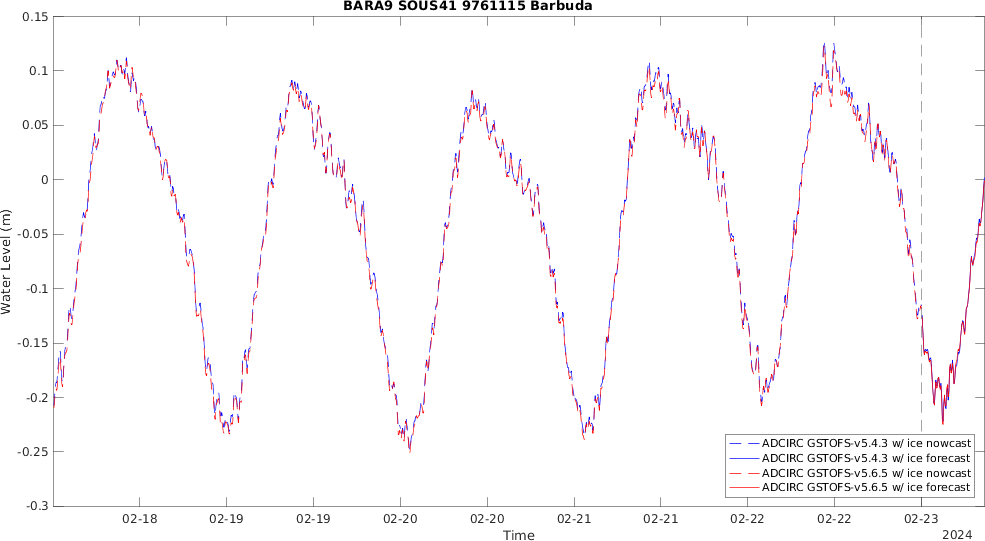 BARA9 SOUS41 9761115 Barbuda
0.15
0.1
0.05
0
-0.05
-0.1
-0.15
-0.2
-0.25
-0.3
Water Level (m)
ADCIRC GSTOFS-v5.4.3 w/ ice nowcast
ADCIRC GSTOFS-v5.4.3 w/ ice forecast
ADCIRC GSTOFS-v5.6.5 w/ ice nowcast
ADCIRC GSTOFS-v5.6.5 w/ ice forecast
02-18 02-19 02-19 02-20 02-20 02-21 02-21 02-22 02-22 02-23
Time
2024